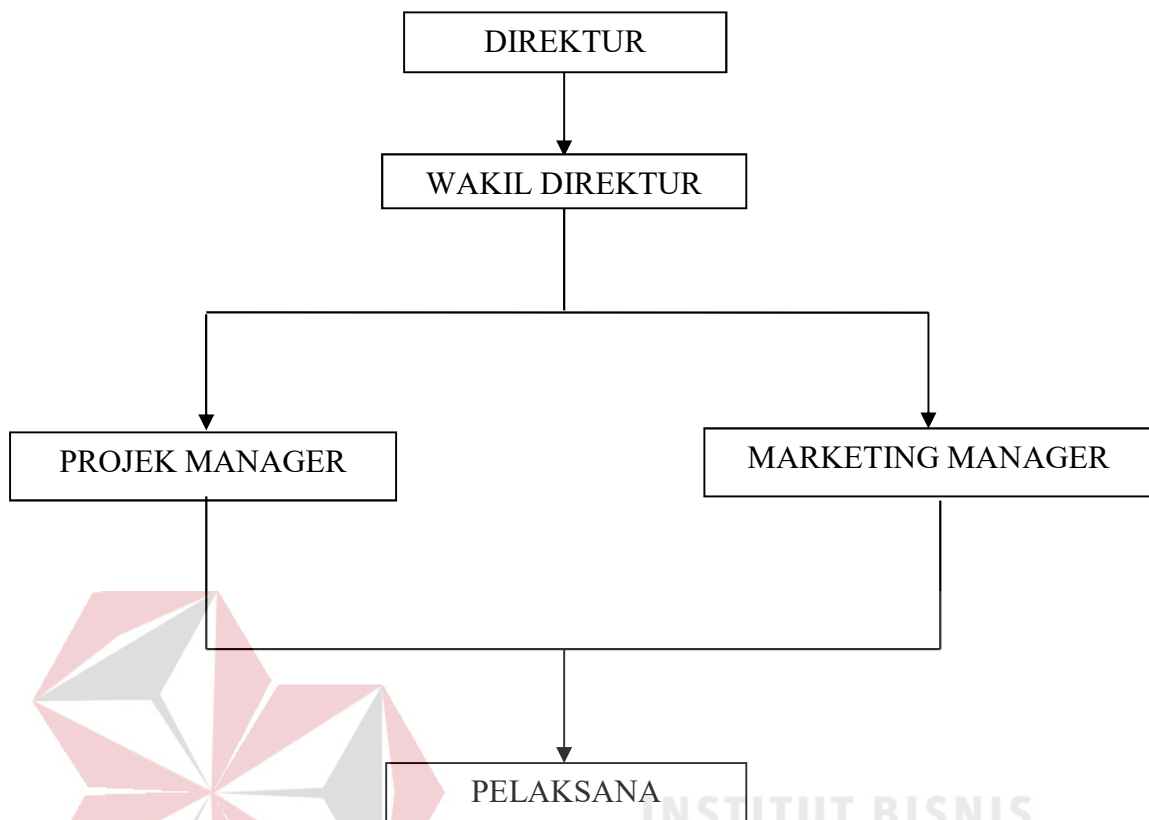 DIREKTUR
WAKIL DIREKTUR
PROJEK MANAGER
MARKETING MANAGER
PELAKSANA
INSTITUT BISNIS